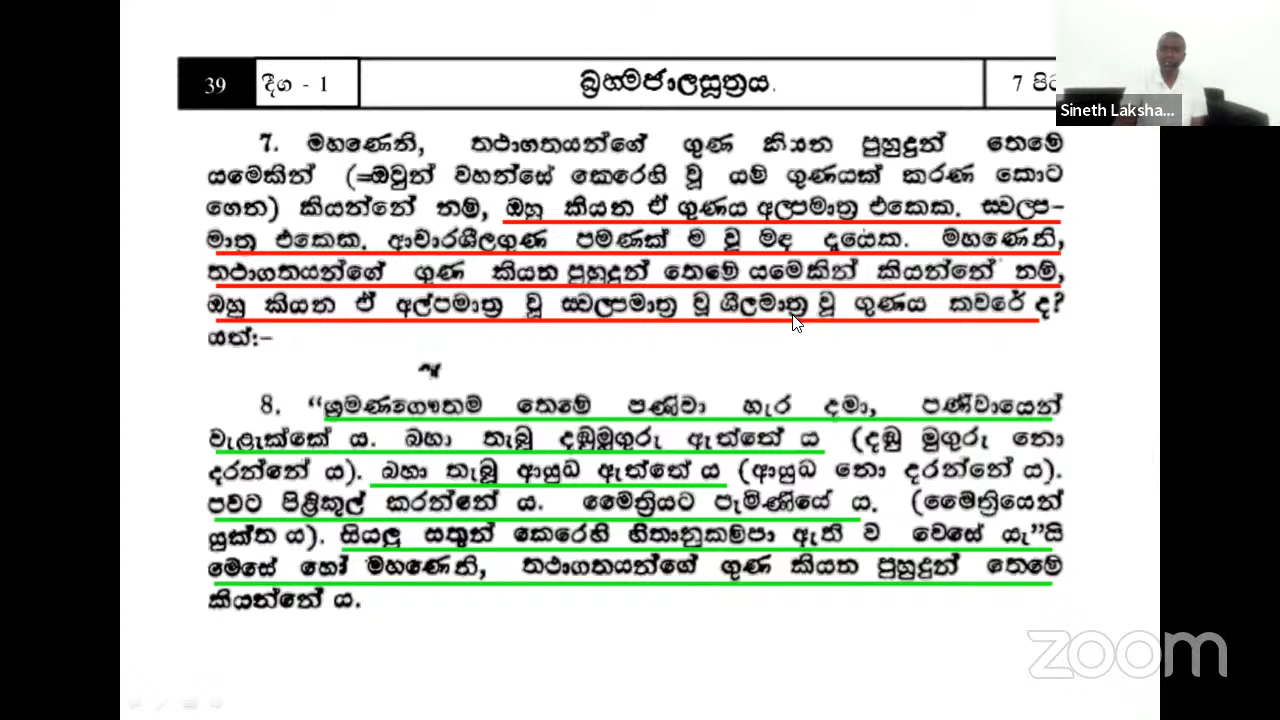 39 දීඝ - 1 බ්‍රහ්මජාලසූත්‍රය. 7 පිට
Sineth Laksha...
7. මහණෙනි, තථාගතයන්ගේ ගුණ කියන පුහුදුන් තෙමේ
යමෙකින් (=ඔවුන් වහන්සේ කෙරෙහි වූ යම් ගුණයක් කරණ කොට
ගෙන) කියන්නේ නම්, ඔහු කියන ඒ ගුණය අල්පමාත්‍ර එකෙක. ස්වල්ප-
මාත්‍ර එකෙක. ආචාරශීලගුණ පමණක් ම වූ මඳ දැයෙක. මහණෙනි,
තථාගතයන්ගේ ගුණ කියන පුහුදුන් තෙමේ යමෙකින් කියන්නේ නම්,
ඔහු කියන ඒ අල්පමාත්‍ර වූ ස්වල්පමාත්‍ර වූ ශීලමාත්‍ර වූ ගුණය කවරේ ද?
යත්:-
8. “ශ්‍රමණගෞතම තෙමේ පණිවා හැර දමා, පණිවායෙන්
වැළැක්සේ ය. බහා තැබූ දඬුමුගුරු ඇත්තේ ය (දඬු මුගුරු නො
දරන්නේ ය). බහා තැබූ ආයුධ ඇත්තේ ය (ආයුධ නො දරන්නේ ය).
පවට පිළිකුල් කරන්නේ ය. මෛත්‍රියට පැමිණියේ ය. (මෛත්‍රියෙන්
යුක්ත ය). සියලු සතුන් කෙරෙහි හිතානුකම්පා ඇති ව වෙසේ යැ”යි
මෙසේ හෝ මහණෙනි, තථාගතයන්ගේ ගුණ කියන පුහුදුන් තෙමේ
කියන්නේ ය.
zoom